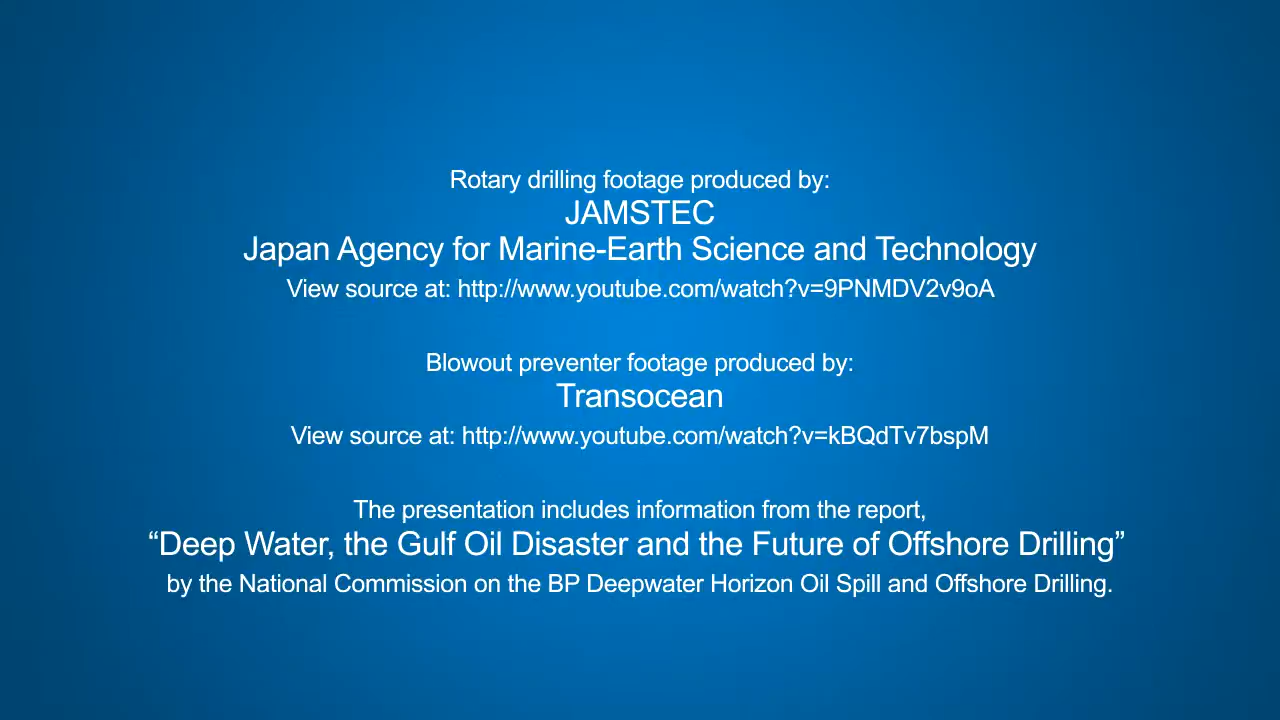 Rotary drilling footage produced by:
JAMSTEC
Japan Agency for Marine-Earth Science and Technology
View source at: http://www.youtube.com/watch?v=9PNMDV2v9oA
Blowout preventer footage produced by:
Transocean
View source at: http://www.youtube.com/watch?v=kBQdTv7bspM
The presentation includes information from the report,
“Deep Water, the Gulf Oil Disaster and the Future of Offshore Drilling”
by the National Commission on the BP Deepwater Horizon Oil Spill and Offshore Drilling.